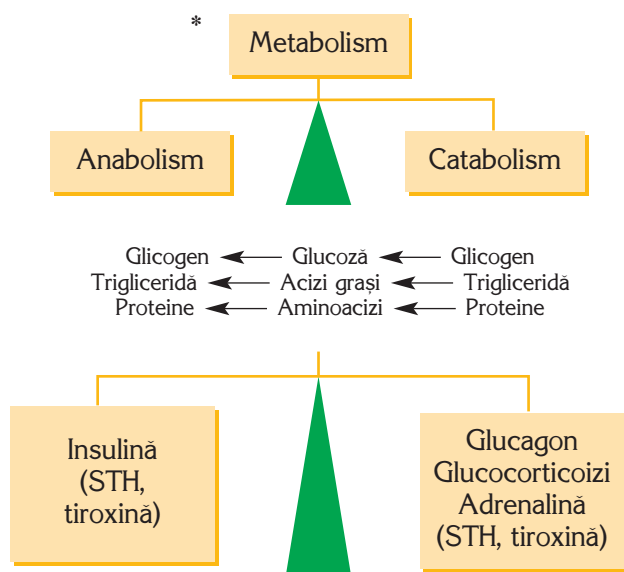 *
Metabolism
Anabolism
Catabolism
Glicogen Glucoză Glicogen
Trigliceridă Acizi grași Trigliceridă
Proteine Aminoacizi Proteine
Insulină
(STH,
tiroxină)
Glucagon
Glucocorticoizi
Adrenalină
(STH, tiroxină)